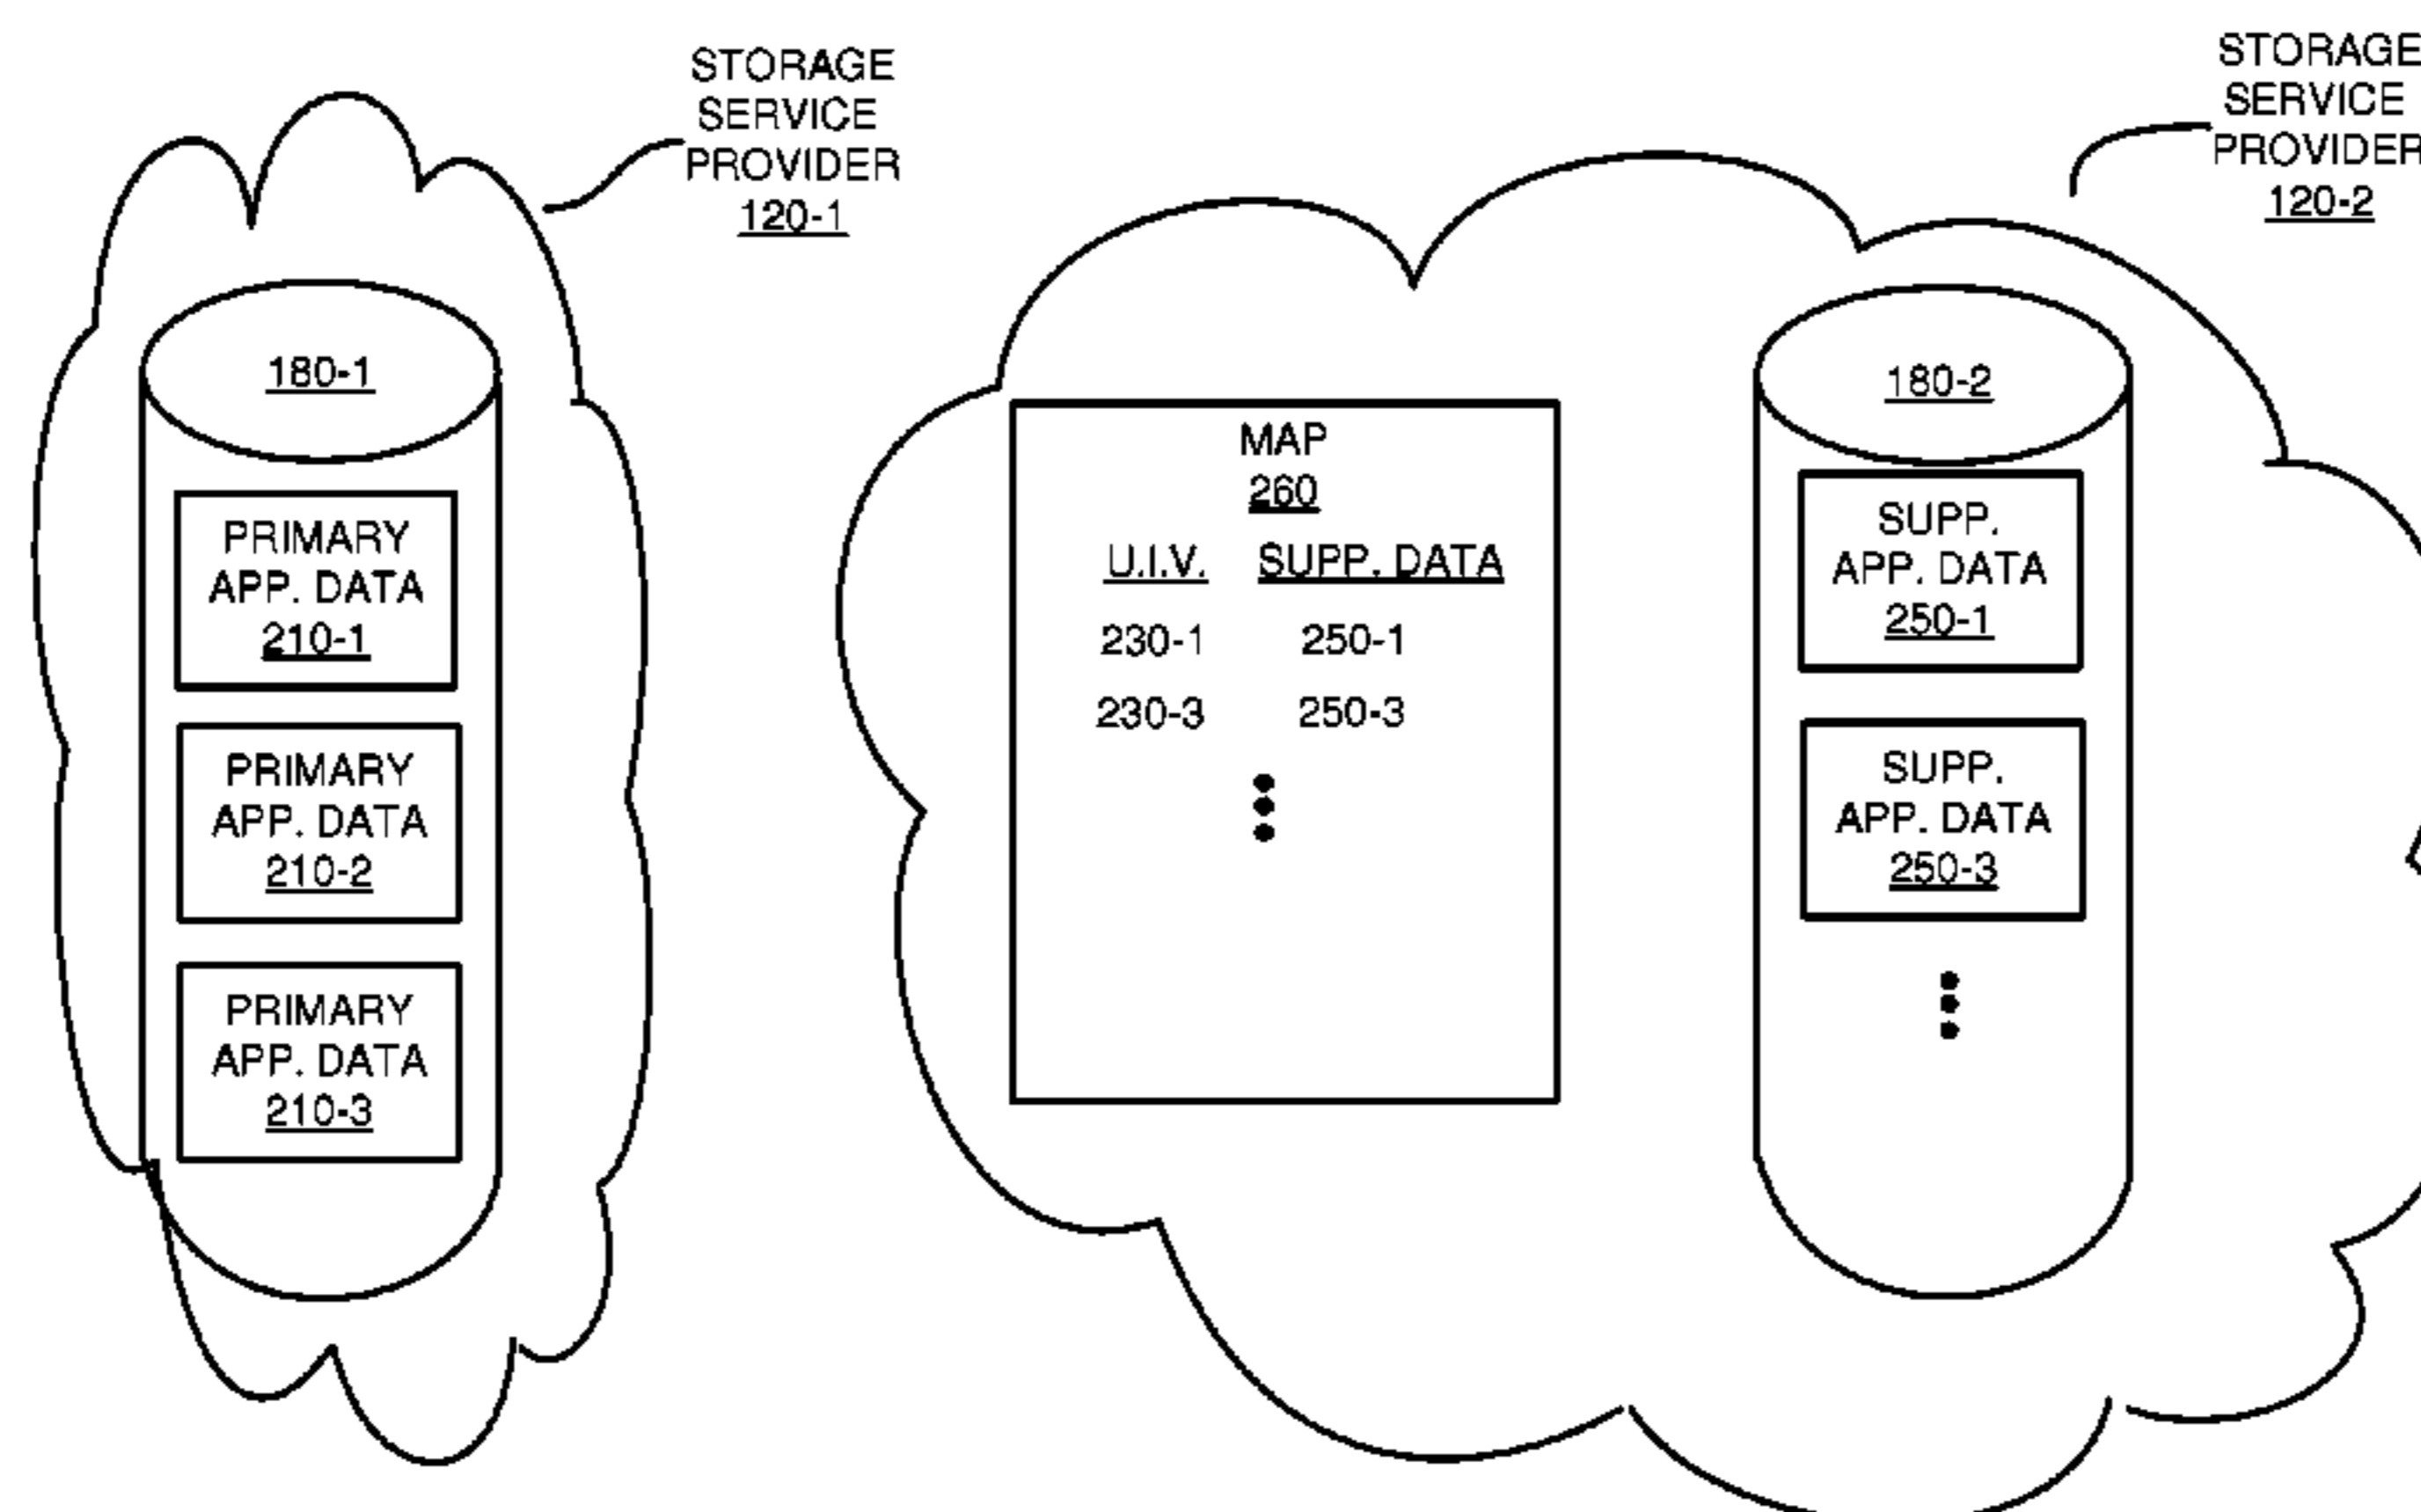 STORAGE
SERVICE
PROVIDER
120-1
180-1
PRIMARY
APP. DATA
210-1
PRIMARY
APP. DATA
210-2
PRIMARY
APP. DATA
210-3
STORAGE
SERVICE
PROVIDER
120-2
MAP
260
U.I.V. SUPP. DATA
230-1 250-1
230-3 250-3
180-2
SUPP.
APP. DATA
250-1
SUPP.
APP. DATA
250-3